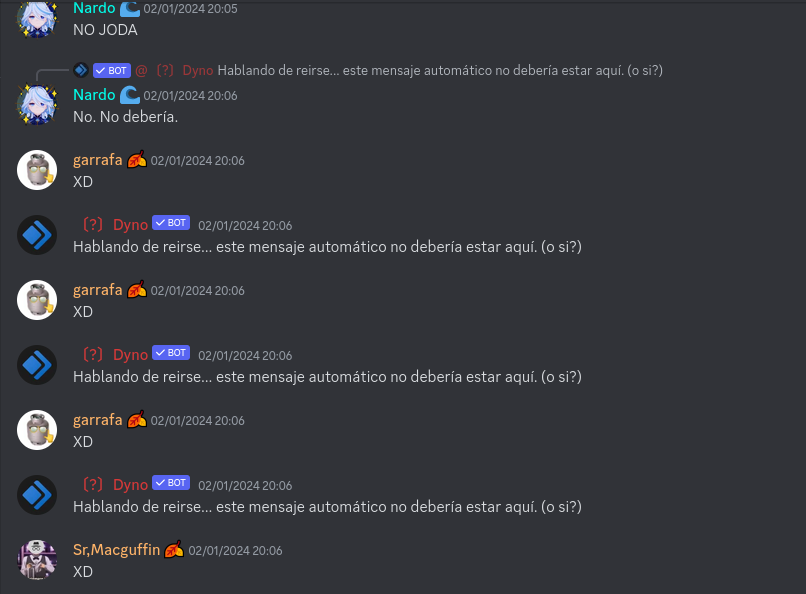 Nardo 🌊 02/01/2024 20:05
NO JODA
✓ BOT @ 〔?〕 Dyno Hablando de reirse... este mensaje automático no debería estar aquí. (o si?)
Nardo 🌊 02/01/2024 20:06
No. No debería.
garrafa 🍂 02/01/2024 20:06
XD
〔?〕 Dyno ✓ BOT 02/01/2024 20:06
Hablando de reirse... este mensaje automático no debería estar aquí. (o si?)
garrafa 🍂 02/01/2024 20:06
XD
〔?〕 Dyno ✓ BOT 02/01/2024 20:06
Hablando de reirse... este mensaje automático no debería estar aquí. (o si?)
garrafa 🍂 02/01/2024 20:06
XD
〔?〕 Dyno ✓ BOT 02/01/2024 20:06
Hablando de reirse... este mensaje automático no debería estar aquí. (o si?)
Sr,Macguffin 🍂 02/01/2024 20:06
XD